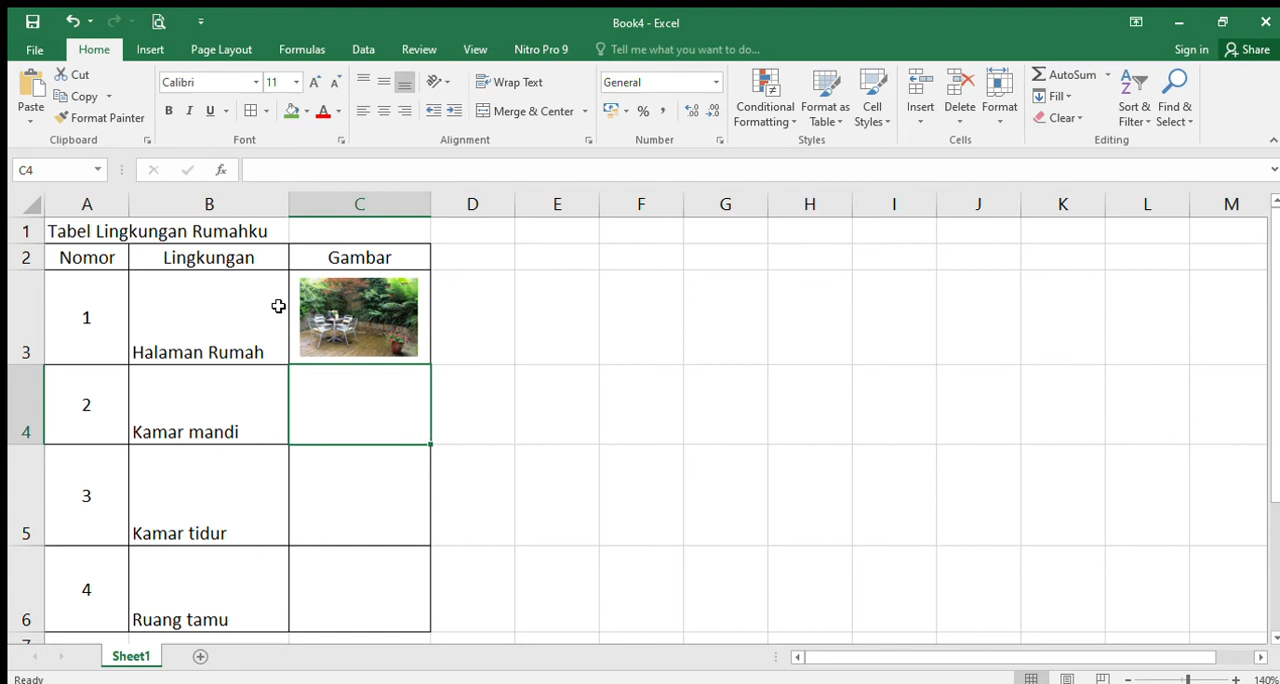 Book4 - Excel
Sign in
Share
File Home Insert Page Layout Formulas Data Review View Nitro Pro 9 Tell me what you want to do...
Cut
Copy
Format Painter
Paste
Clipboard
Calibri 11
B I U A
Font
Wrap Text
Merge & Center
Alignment
General
%
Number
Conditional Formatting
Format as Table
Cell Styles
Styles
Insert
Delete
Format
Cells
AutoSum
Fill
Clear
Sort & Filter
Find & Select
Editing
C4
fx
A B C D E F G H I J K L M
1 Tabel Lingkungan Rumahku
2 Nomor Lingkungan Gambar
3 1 Halaman Rumah
4 2 Kamar mandi
5 3 Kamar tidur
6 4 Ruang tamu
Sheet1
Ready
140%